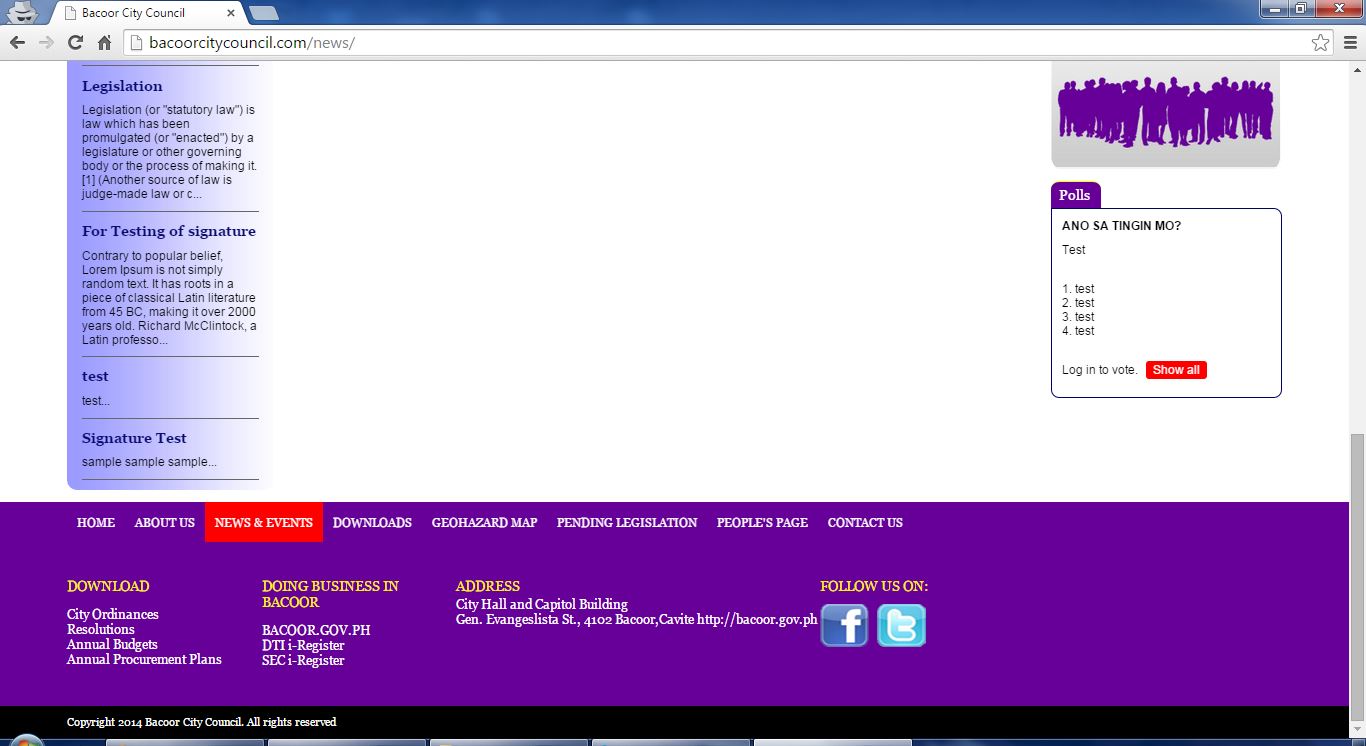 Bacoor City Council
bacoorcitycouncil.com/news/
Legislation
Legislation (or "statutory law") is
law which has been
promulgated (or "enacted") by a
legislature or other governing
body or the process of making it.
[1] (Another source of law is
judge-made law or c...
For Testing of signature
Contrary to popular belief,
Lorem Ipsum is not simply
random text. It has roots in a
piece of classical Latin literature
from 45 BC, making it over 2000
years old. Richard McClintock, a
Latin professo...
test
test...
Signature Test
sample sample sample...
Polls
ANO SA TINGIN MO?
Test
1. test
2. test
3. test
4. test
Log in to vote. Show all
HOME ABOUT US NEWS & EVENTS DOWNLOADS GEOHAZARD MAP PENDING LEGISLATION PEOPLE'S PAGE CONTACT US
DOWNLOAD
City Ordinances
Resolutions
Annual Budgets
Annual Procurement Plans
DOING BUSINESS IN
BACOOR
BACOOR.GOV.PH
DTI i-Register
SEC i-Register
ADDRESS
City Hall and Capitol Building
Gen. Evangeslista St., 4102 Bacoor,Cavite http://bacoor.gov.ph
FOLLOW US ON:
Copyright 2014 Bacoor City Council. All rights reserved